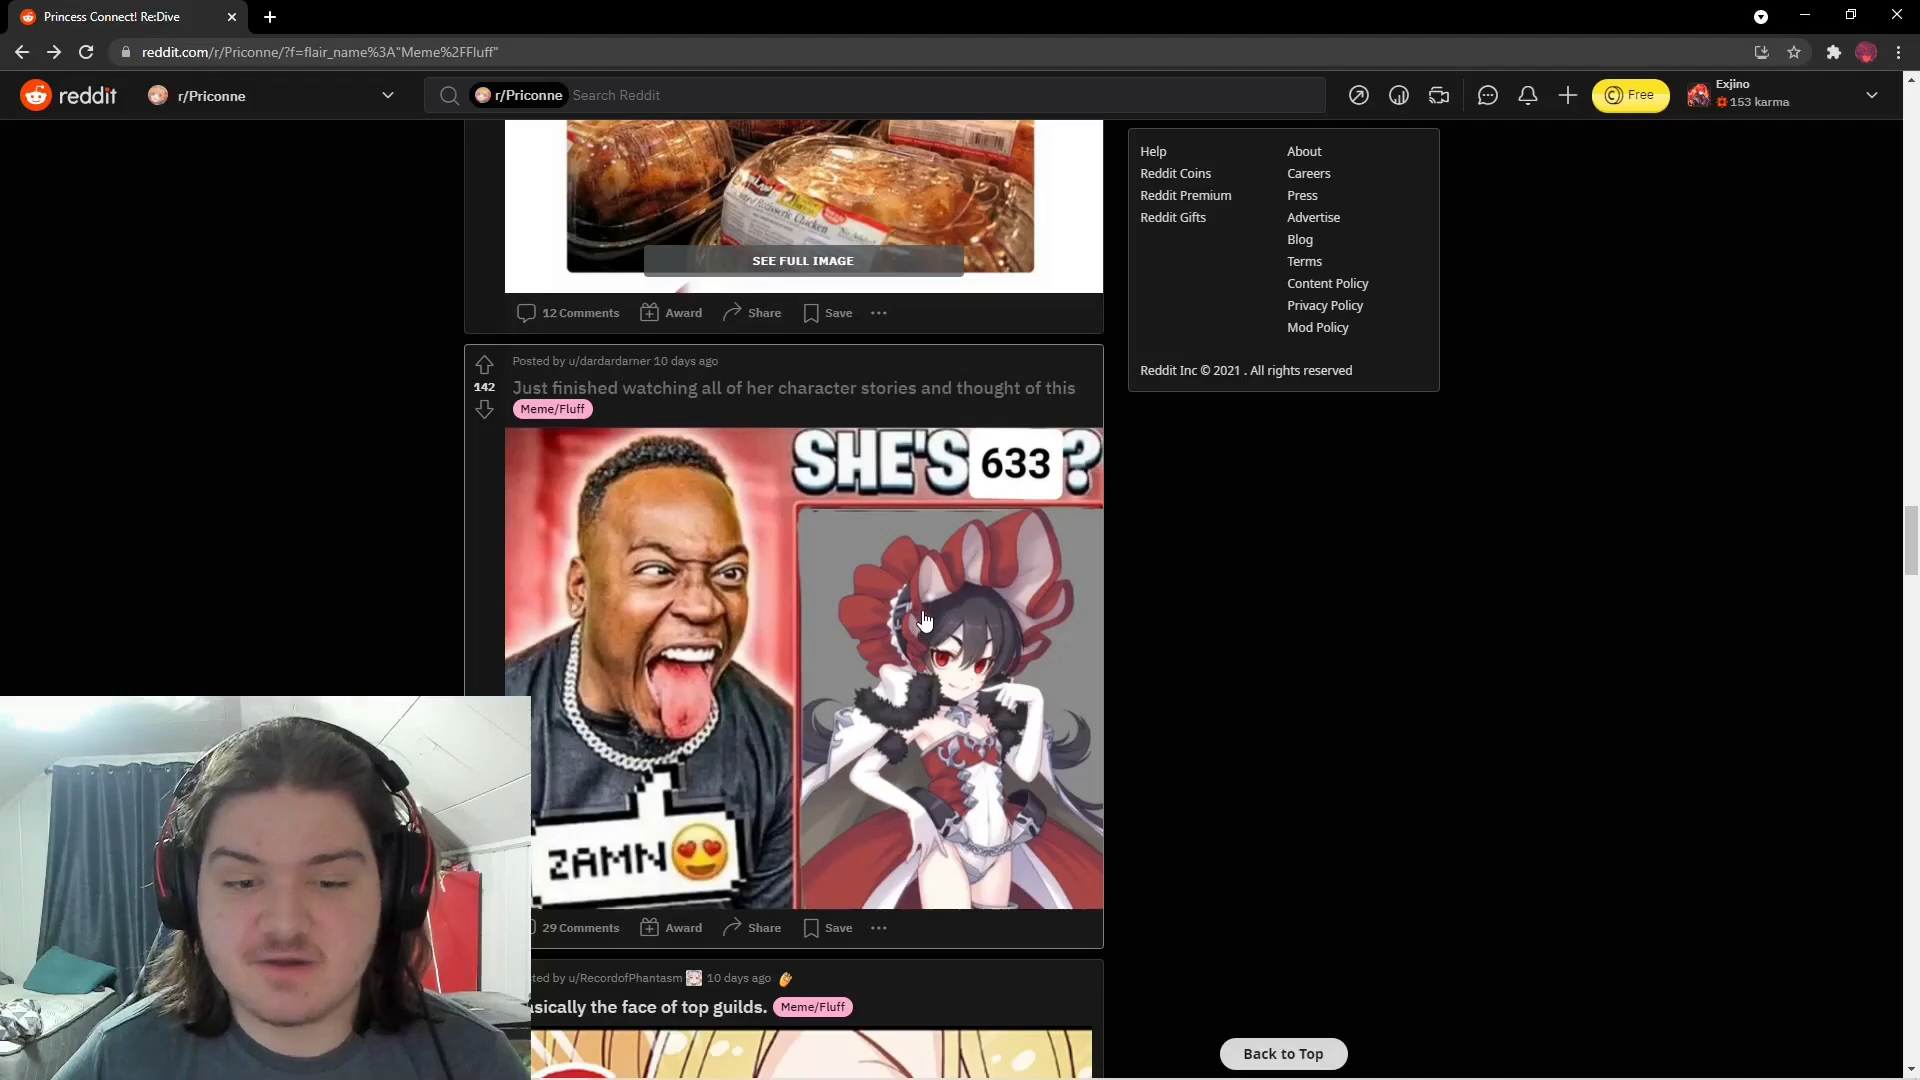 Princess Connect! Re:Dive
reddit.com/r/Priconne/?f=flair_name%3A"Meme%2FFluff"
reddit
r/Priconne
r/Priconne Search Reddit
Free
Exjino
153 karma
Rotisserie Chicken
SEE FULL IMAGE
12 Comments Award Share Save
Help
Reddit Coins
Reddit Premium
Reddit Gifts
About
Careers
Press
Advertise
Blog
Terms
Content Policy
Privacy Policy
Mod Policy
Reddit Inc © 2021 . All rights reserved
Posted by u/dardardarner 10 days ago
142
Just finished watching all of her character stories and thought of this
Meme/Fluff
SHE'S 633 ?
ZAMN
29 Comments Award Share Save
ted by u/RecordofPhantasm 10 days ago
sically the face of top guilds. Meme/Fluff
Back to Top